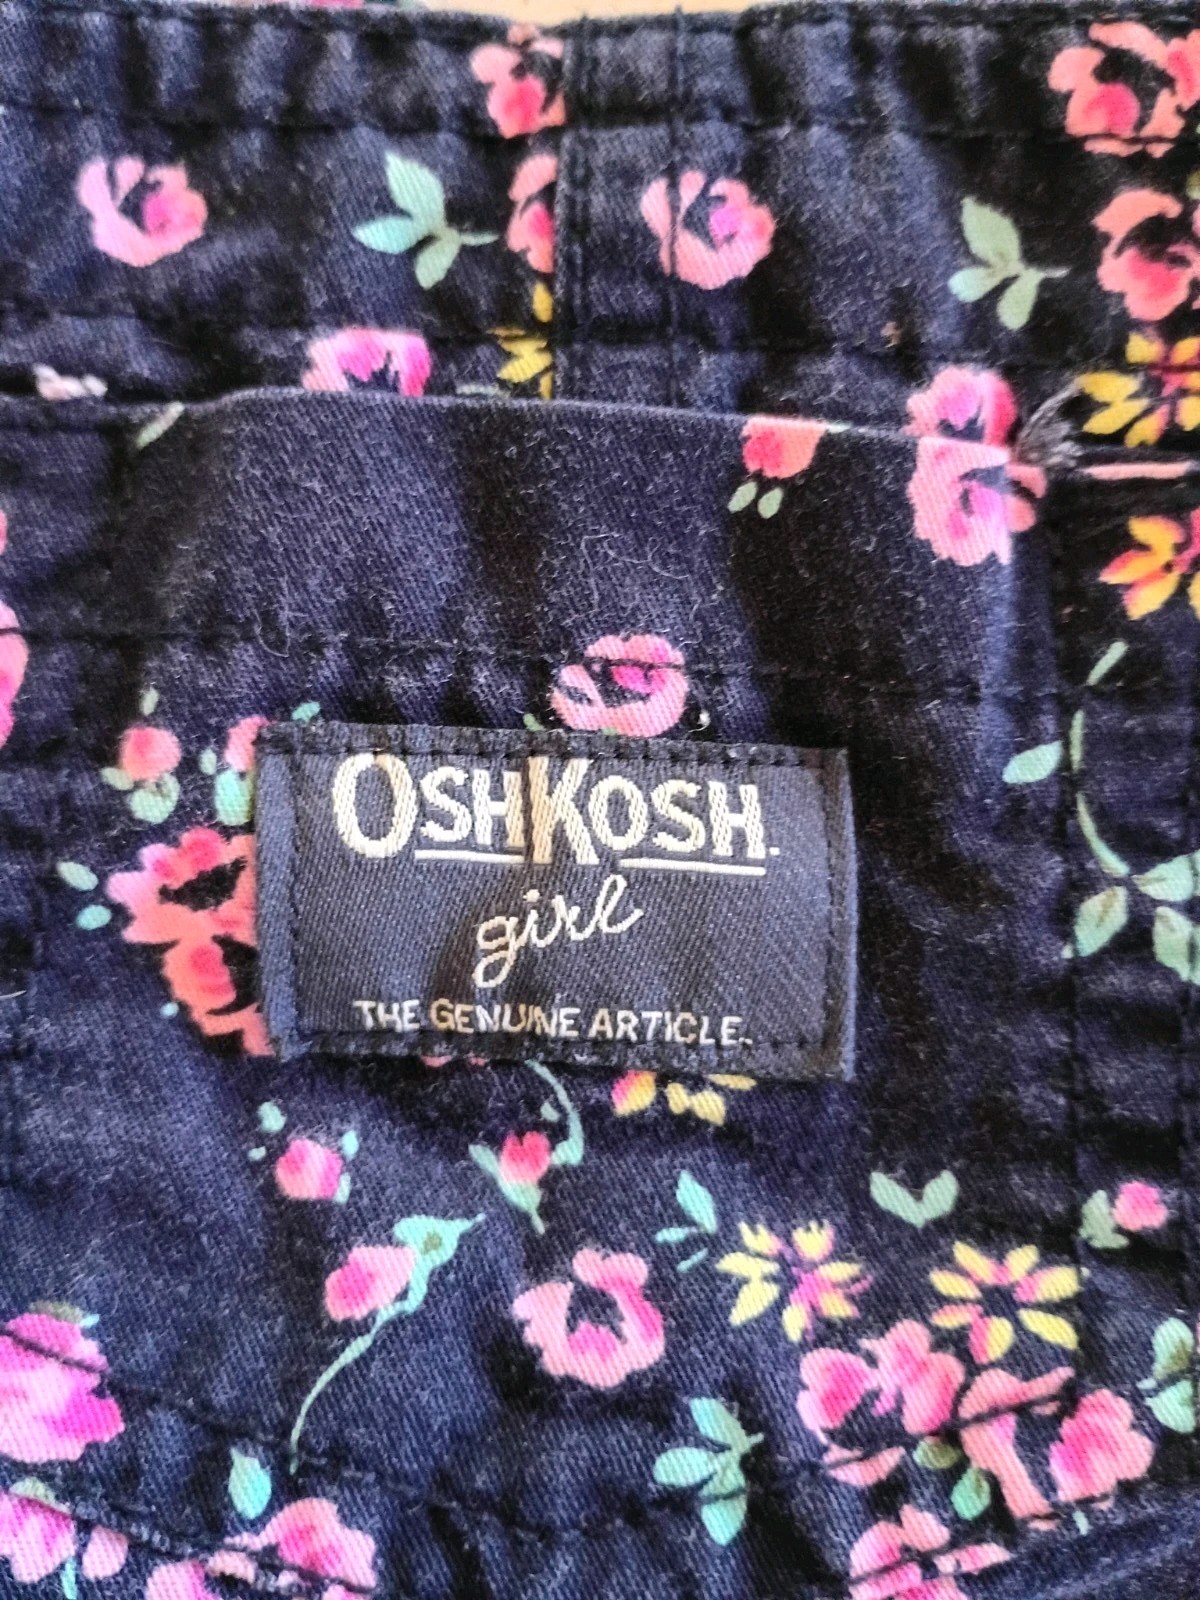 OSHKOSH.
girl
THE GENUINE ARTICLE.